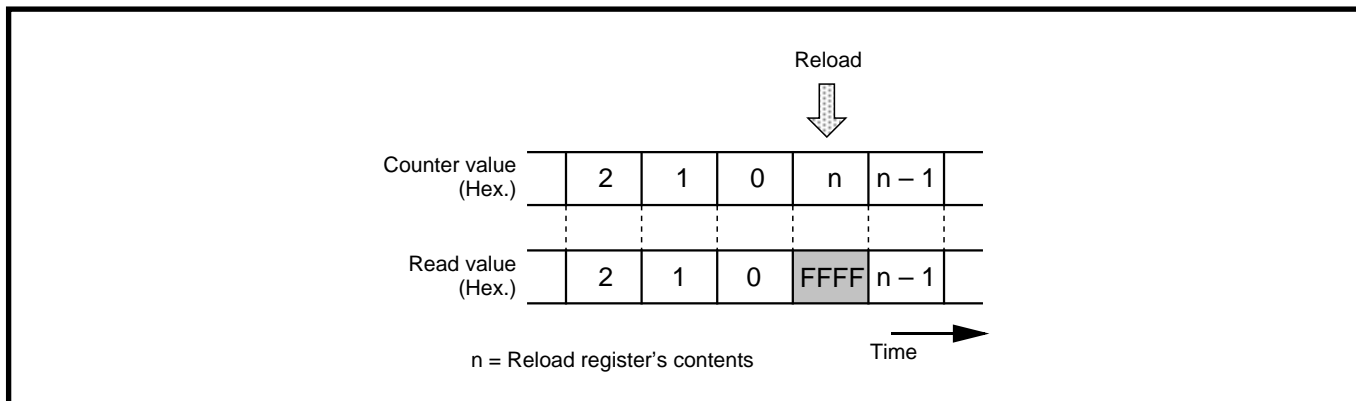 Reload
Counter value
(Hex.)
2 1 0 n n – 1
Read value
(Hex.)
2 1 0 FFFF n – 1
Time
n = Reload register’s contents